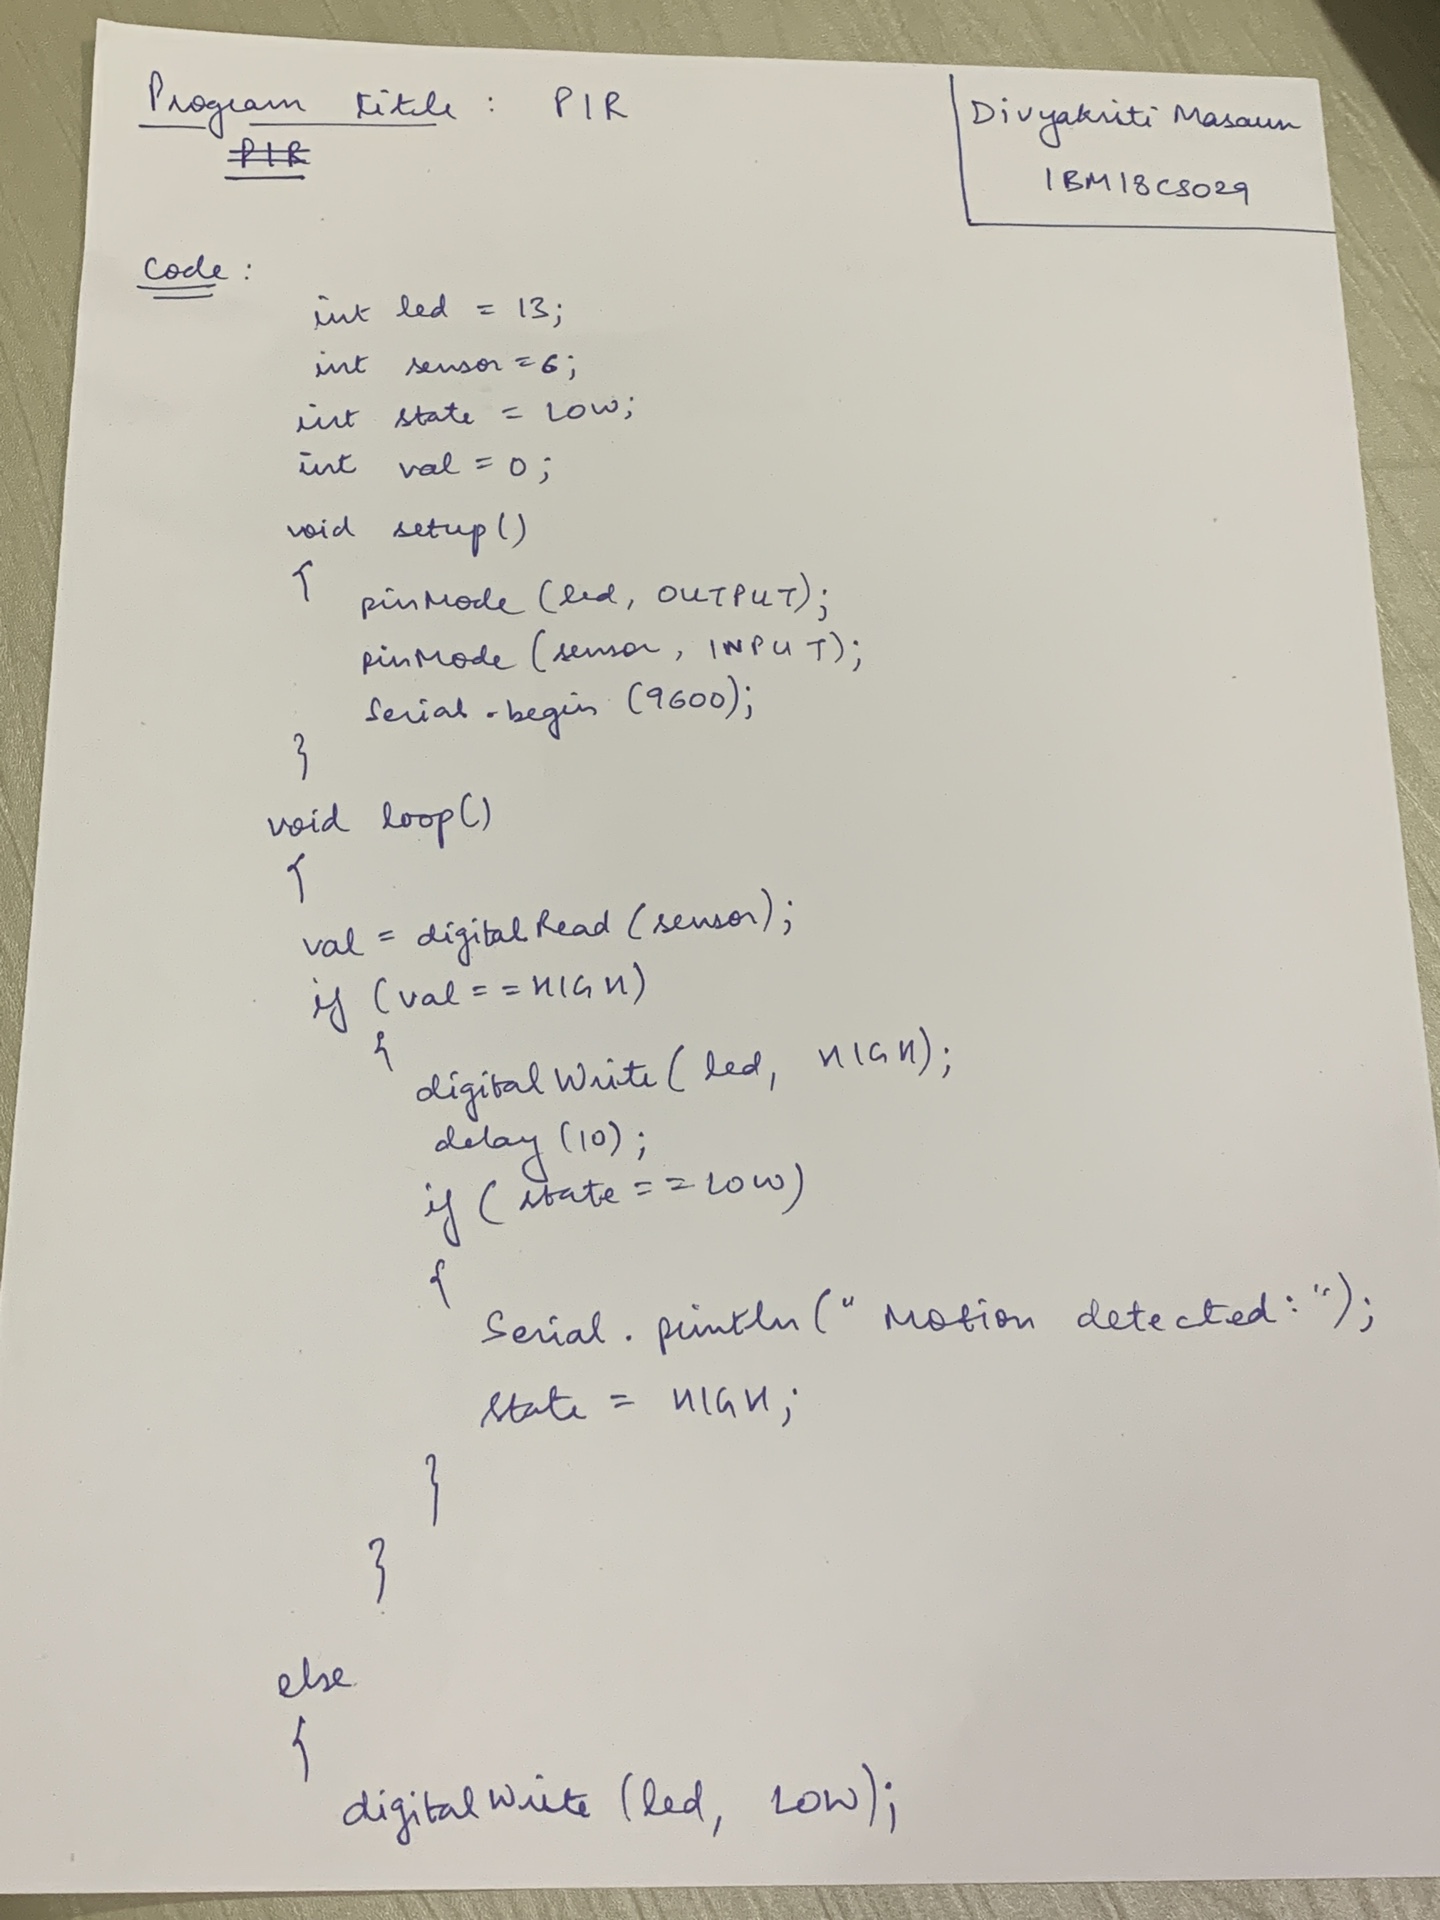 Program title : PIR
PIR
Divyakriti Masaun
1BM18CS029
Code :
int led = 13;
int sensor = 6;
int state = LOW;
int val = 0;
void setup()
{
pinMode (led, OUTPUT);
pinMode (sensor, INPUT);
Serial.begin (9600);
}
void loop()
{
val = digitalRead (sensor);
if (val == HIGH)
{
digitalWrite ( led, HIGH);
delay (10);
if ( state == LOW)
{
Serial.println (" Motion detected: ");
state = HIGH;
}
}
else
{
digitalWrite (led, LOW);